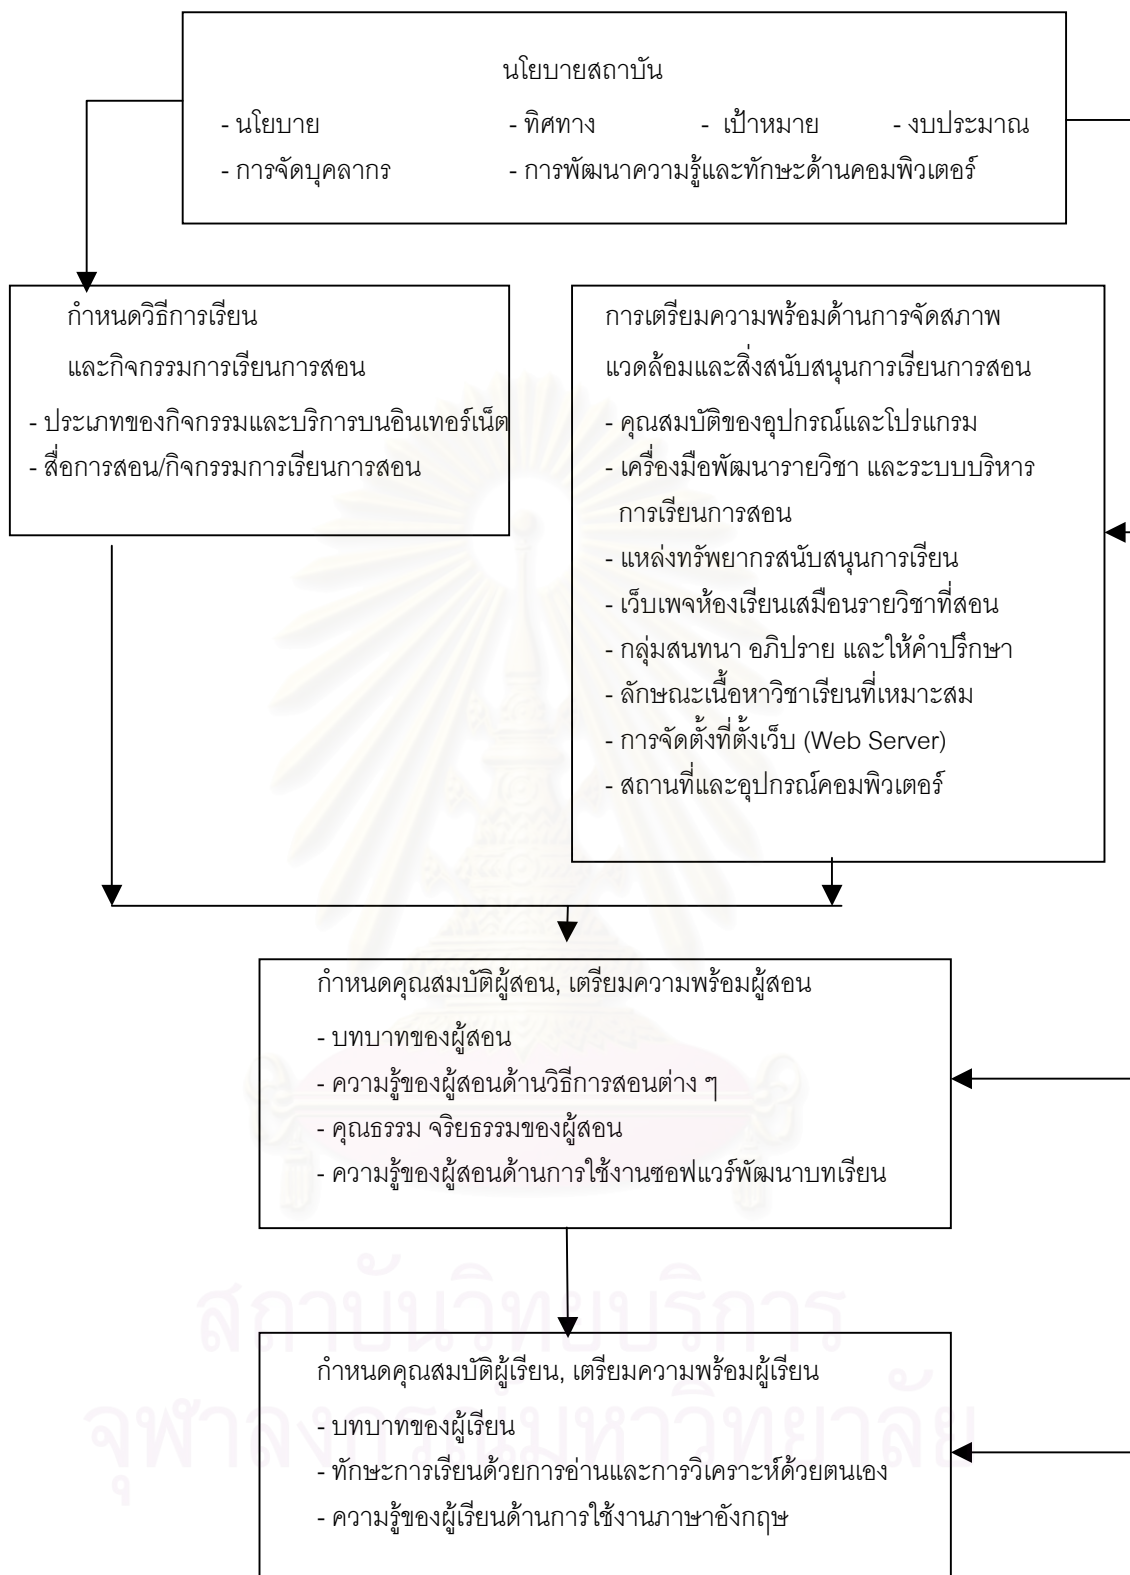 นโยบายสถาบัน
- นโยบาย - ทิศทาง - เป้าหมาย - งบประมาณ
- การจัดบุคลากร - การพัฒนาความรู้และทักษะด้านคอมพิวเตอร์
กำหนดวิธีการเรียน
และกิจกรรมการเรียนการสอน
- ประเภทของกิจกรรมและบริการบนอินเทอร์เน็ต
- สื่อการสอน/กิจกรรมการเรียนการสอน
การเตรียมความพร้อมด้านการจัดสภาพ
แวดล้อมและสิ่งสนับสนุนการเรียนการสอน
- คุณสมบัติของอุปกรณ์และโปรแกรม
- เครื่องมือพัฒนารายวิชา และระบบบริหาร
การเรียนการสอน
- แหล่งทรัพยากรสนับสนุนการเรียน
- เว็บเพจห้องเรียนเสมือนรายวิชาที่สอน
- กลุ่มสนทนา อภิปราย และให้คำปรึกษา
- ลักษณะเนื้อหาวิชาเรียนที่เหมาะสม
- การจัดตั้งที่ตั้งเว็บ (Web Server)
- สถานที่และอุปกรณ์คอมพิวเตอร์
กำหนดคุณสมบัติผู้สอน, เตรียมความพร้อมผู้สอน
- บทบาทของผู้สอน
- ความรู้ของผู้สอนด้านวิธีการสอนต่าง ๆ
- คุณธรรม จริยธรรมของผู้สอน
- ความรู้ของผู้สอนด้านการใช้งานซอฟแวร์พัฒนาบทเรียน
สถาบันวิทยบริการ
กำหนดคุณสมบัติผู้เรียน, เตรียมความพร้อมผู้เรียน
จุฬาลงกรณ์มหาวิทยาลัย
- บทบาทของผู้เรียน
- ทักษะการเรียนด้วยการอ่านและการวิเคราะห์ด้วยตนเอง
- ความรู้ของผู้เรียนด้านการใช้งานภาษาอังกฤษ